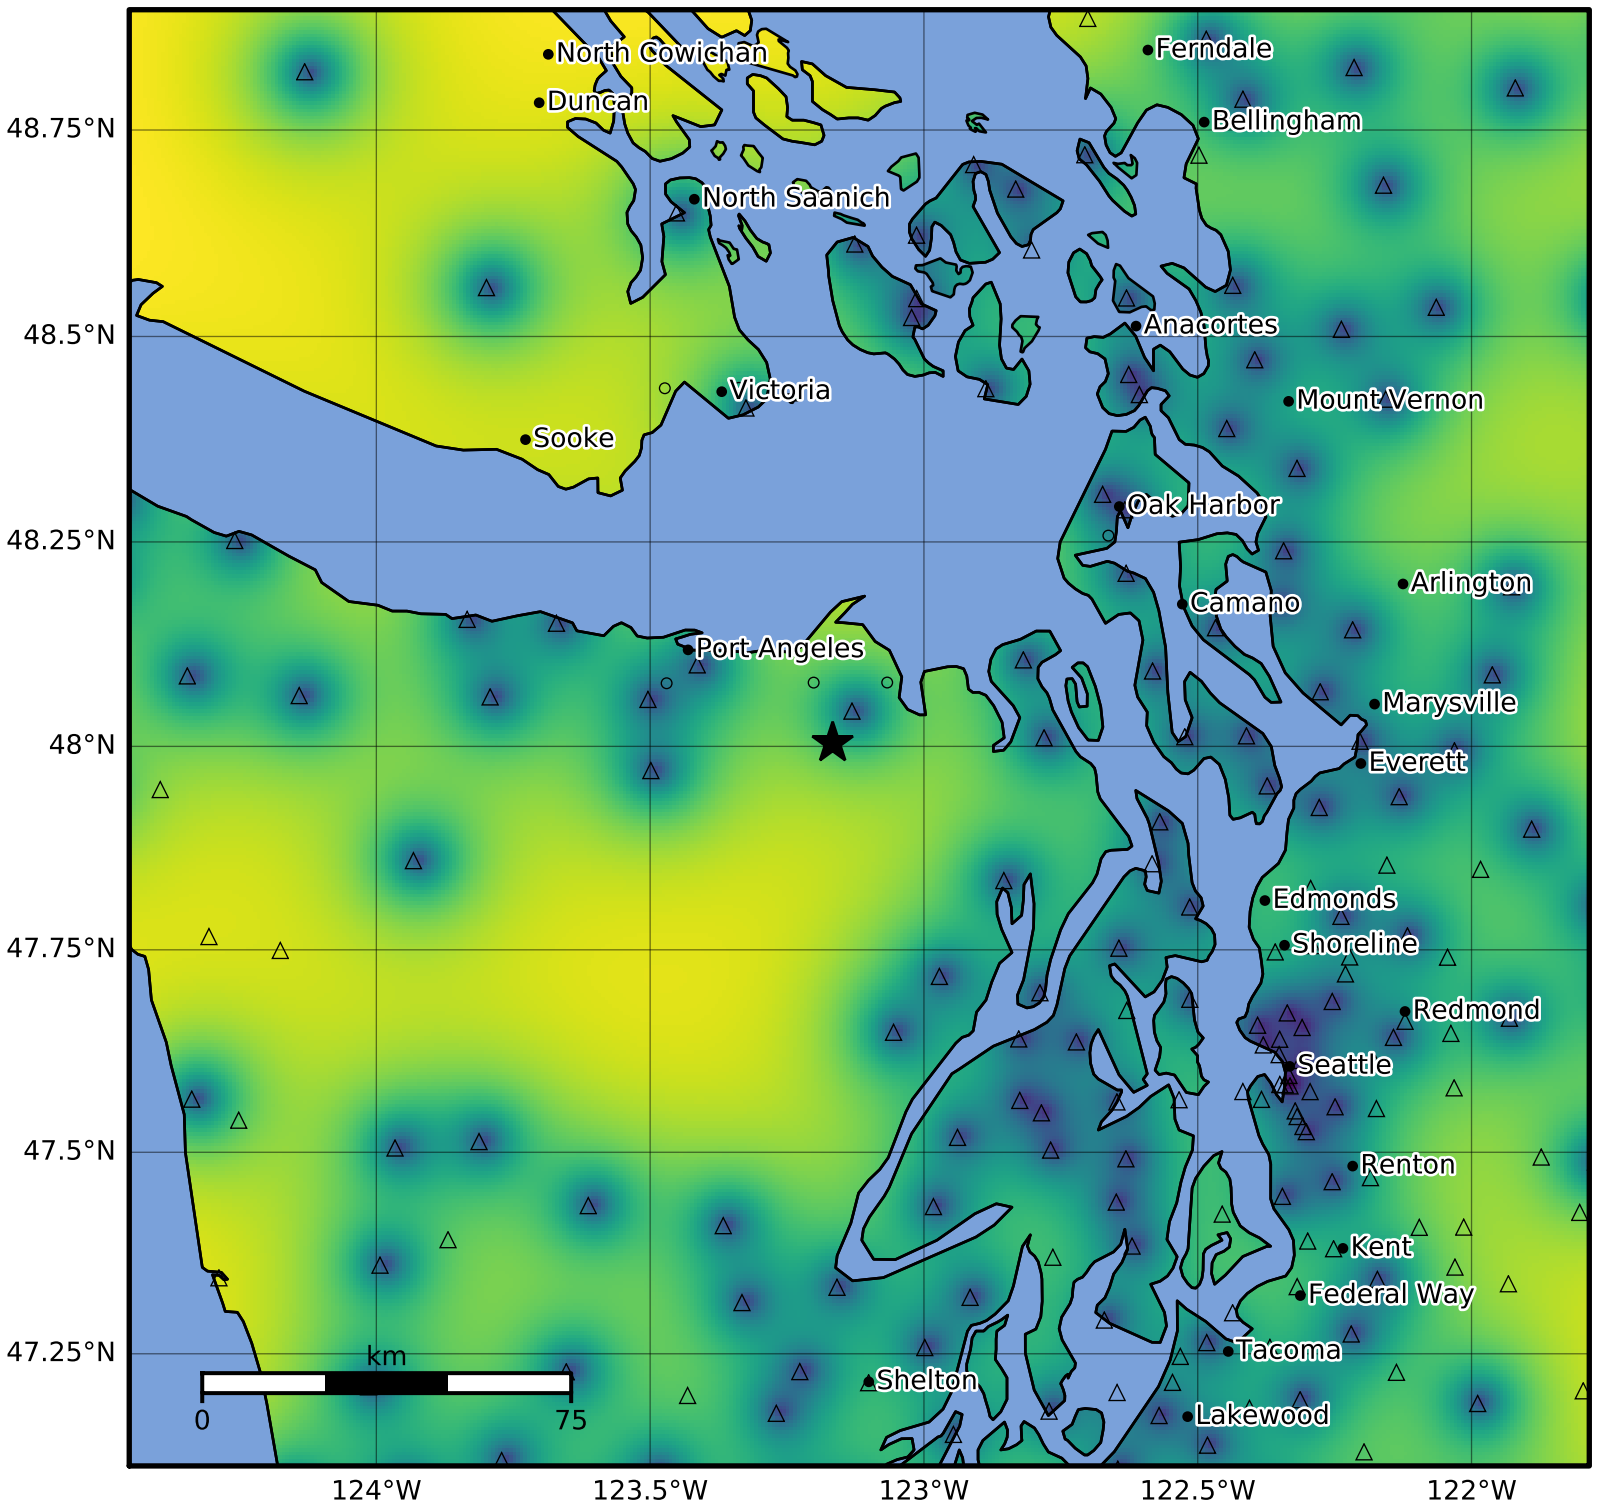 North Cowichan
Ferndale
Duncan
Bellingham
48.75°N
North Saanich
48.5°N
Anacortes
Victoria
Mount Vernon
Sooke
Oak Harbor
48.25°N
Arlington
Camano
Port Angeles
Marysville
48°N
Everett
Edmonds
Shoreline
47.75°N
Redmond
Seattle
47.5°N
Renton
Kent
Federal Way
47.25°N
km
Tacoma
Shelton
0 75
Lakewood
124°W 123.5°W 123°W 122.5°W 122°W